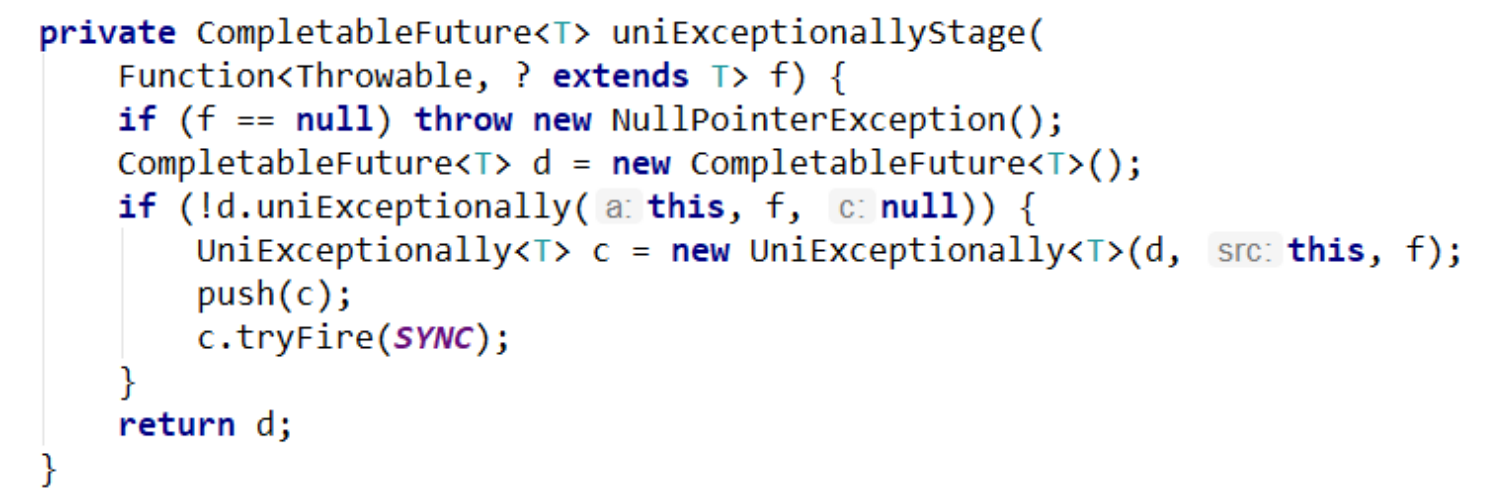 private CompletableFuture<T> uniExceptionallyStage(
    Function<Throwable, ? extends T> f) {
    if (f == null) throw new NullPointerException();
    CompletableFuture<T> d = new CompletableFuture<T>();
    if (!d.uniExceptionally( a: this, f, c: null)) {
        UniExceptionally<T> c = new UniExceptionally<T>(d, src: this, f);
        push(c);
        c.tryFire(SYNC);
    }
    return d;
}